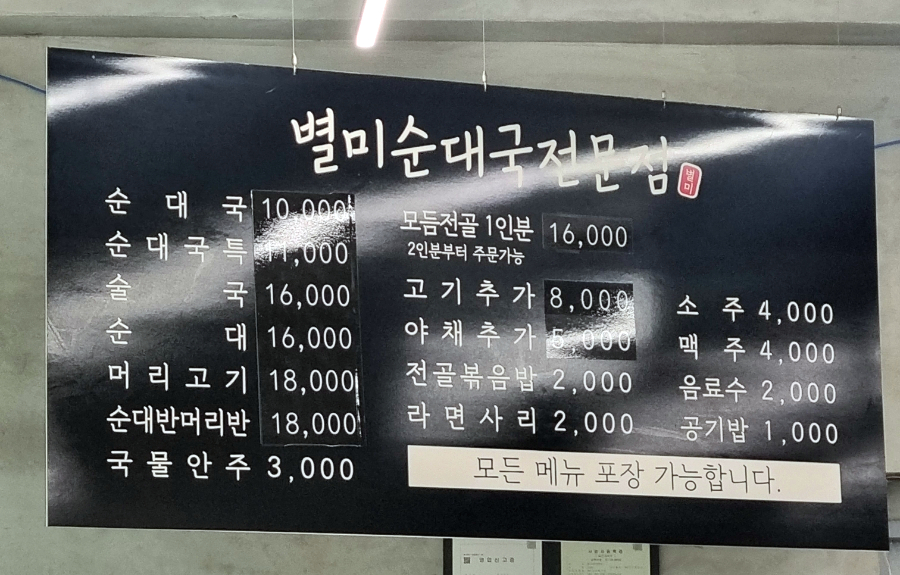 별미순대국전문점
별미
순대국 10,000
순대국특 11,000
술국 16,000
순대 16,000
머리고기 18,000
순대반머리반 18,000
국물안주 3,000
모듬전골 1인분 16,000
2인분부터 주문가능
고기추가 8,000
야채추가 5,000
전골볶음밥 2,000
라면사리 2,000
소주 4,000
맥주 4,000
음료수 2,000
공기밥 1,000
모든 메뉴 포장 가능합니다.
영업신고증